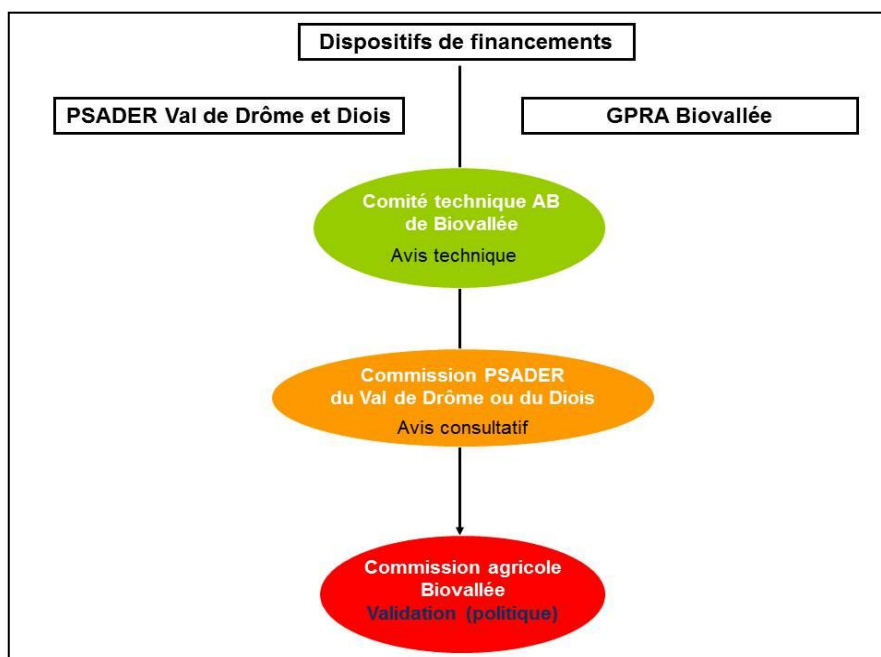 Dispositifs de financements
PSADER Val de Drôme et Diois
GPRA Biovallée
Comité technique AB
de Biovallée
Avis technique
Commission PSADER
du Val de Drôme ou du Diois
Avis consultatif
Commission agricole
Biovallée
Validation (politique)